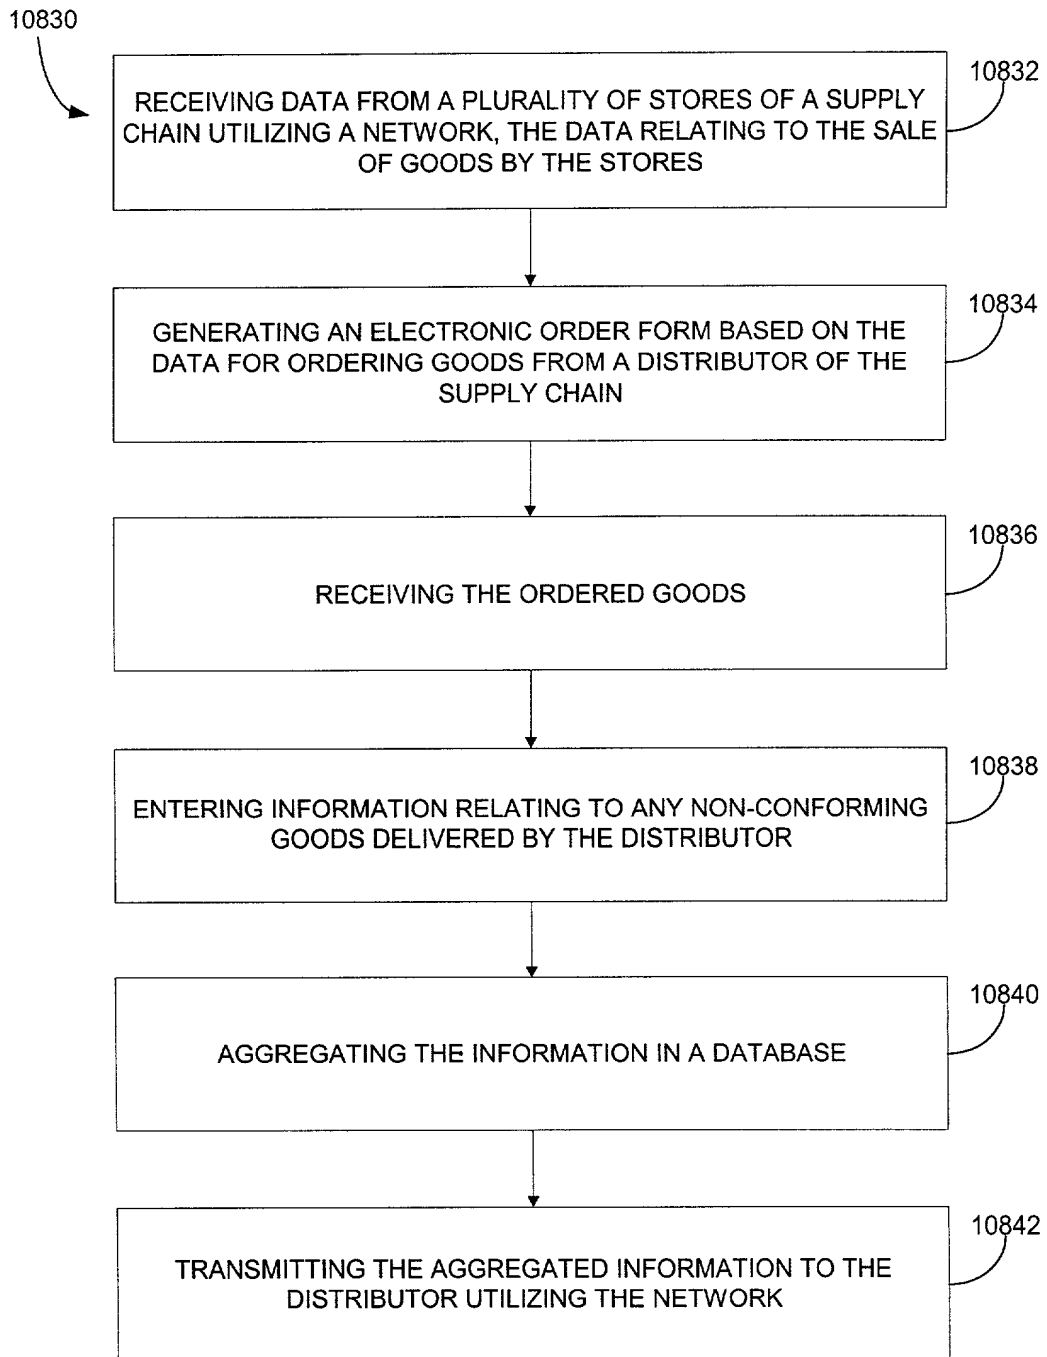 10830
10832
RECEIVING DATA FROM A PLURALITY OF STORES OF A SUPPLY
CHAIN UTILIZING A NETWORK, THE DATA RELATING TO THE SALE
OF GOODS BY THE STORES
10834
GENERATING AN ELECTRONIC ORDER FORM BASED ON THE
DATA FOR ORDERING GOODS FROM A DISTRIBUTOR OF THE
SUPPLY CHAIN
10836
RECEIVING THE ORDERED GOODS
10838
ENTERING INFORMATION RELATING TO ANY NON-CONFORMING
GOODS DELIVERED BY THE DISTRIBUTOR
10840
AGGREGATING THE INFORMATION IN A DATABASE
10842
TRANSMITTING THE AGGREGATED INFORMATION TO THE
DISTRIBUTOR UTILIZING THE NETWORK